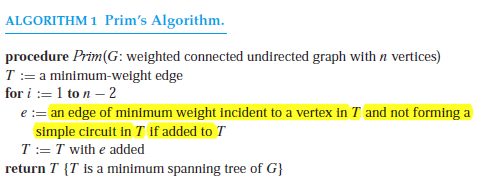 ALGORITHM 1 Prim's Algorithm.
procedure Prim(G: weighted connected undirected graph with n vertices)
T := a minimum-weight edge
for i := 1 to n − 2
e := an edge of minimum weight incident to a vertex in T and not forming a
simple circuit in T if added to T
T := T with e added
return T {T is a minimum spanning tree of G}